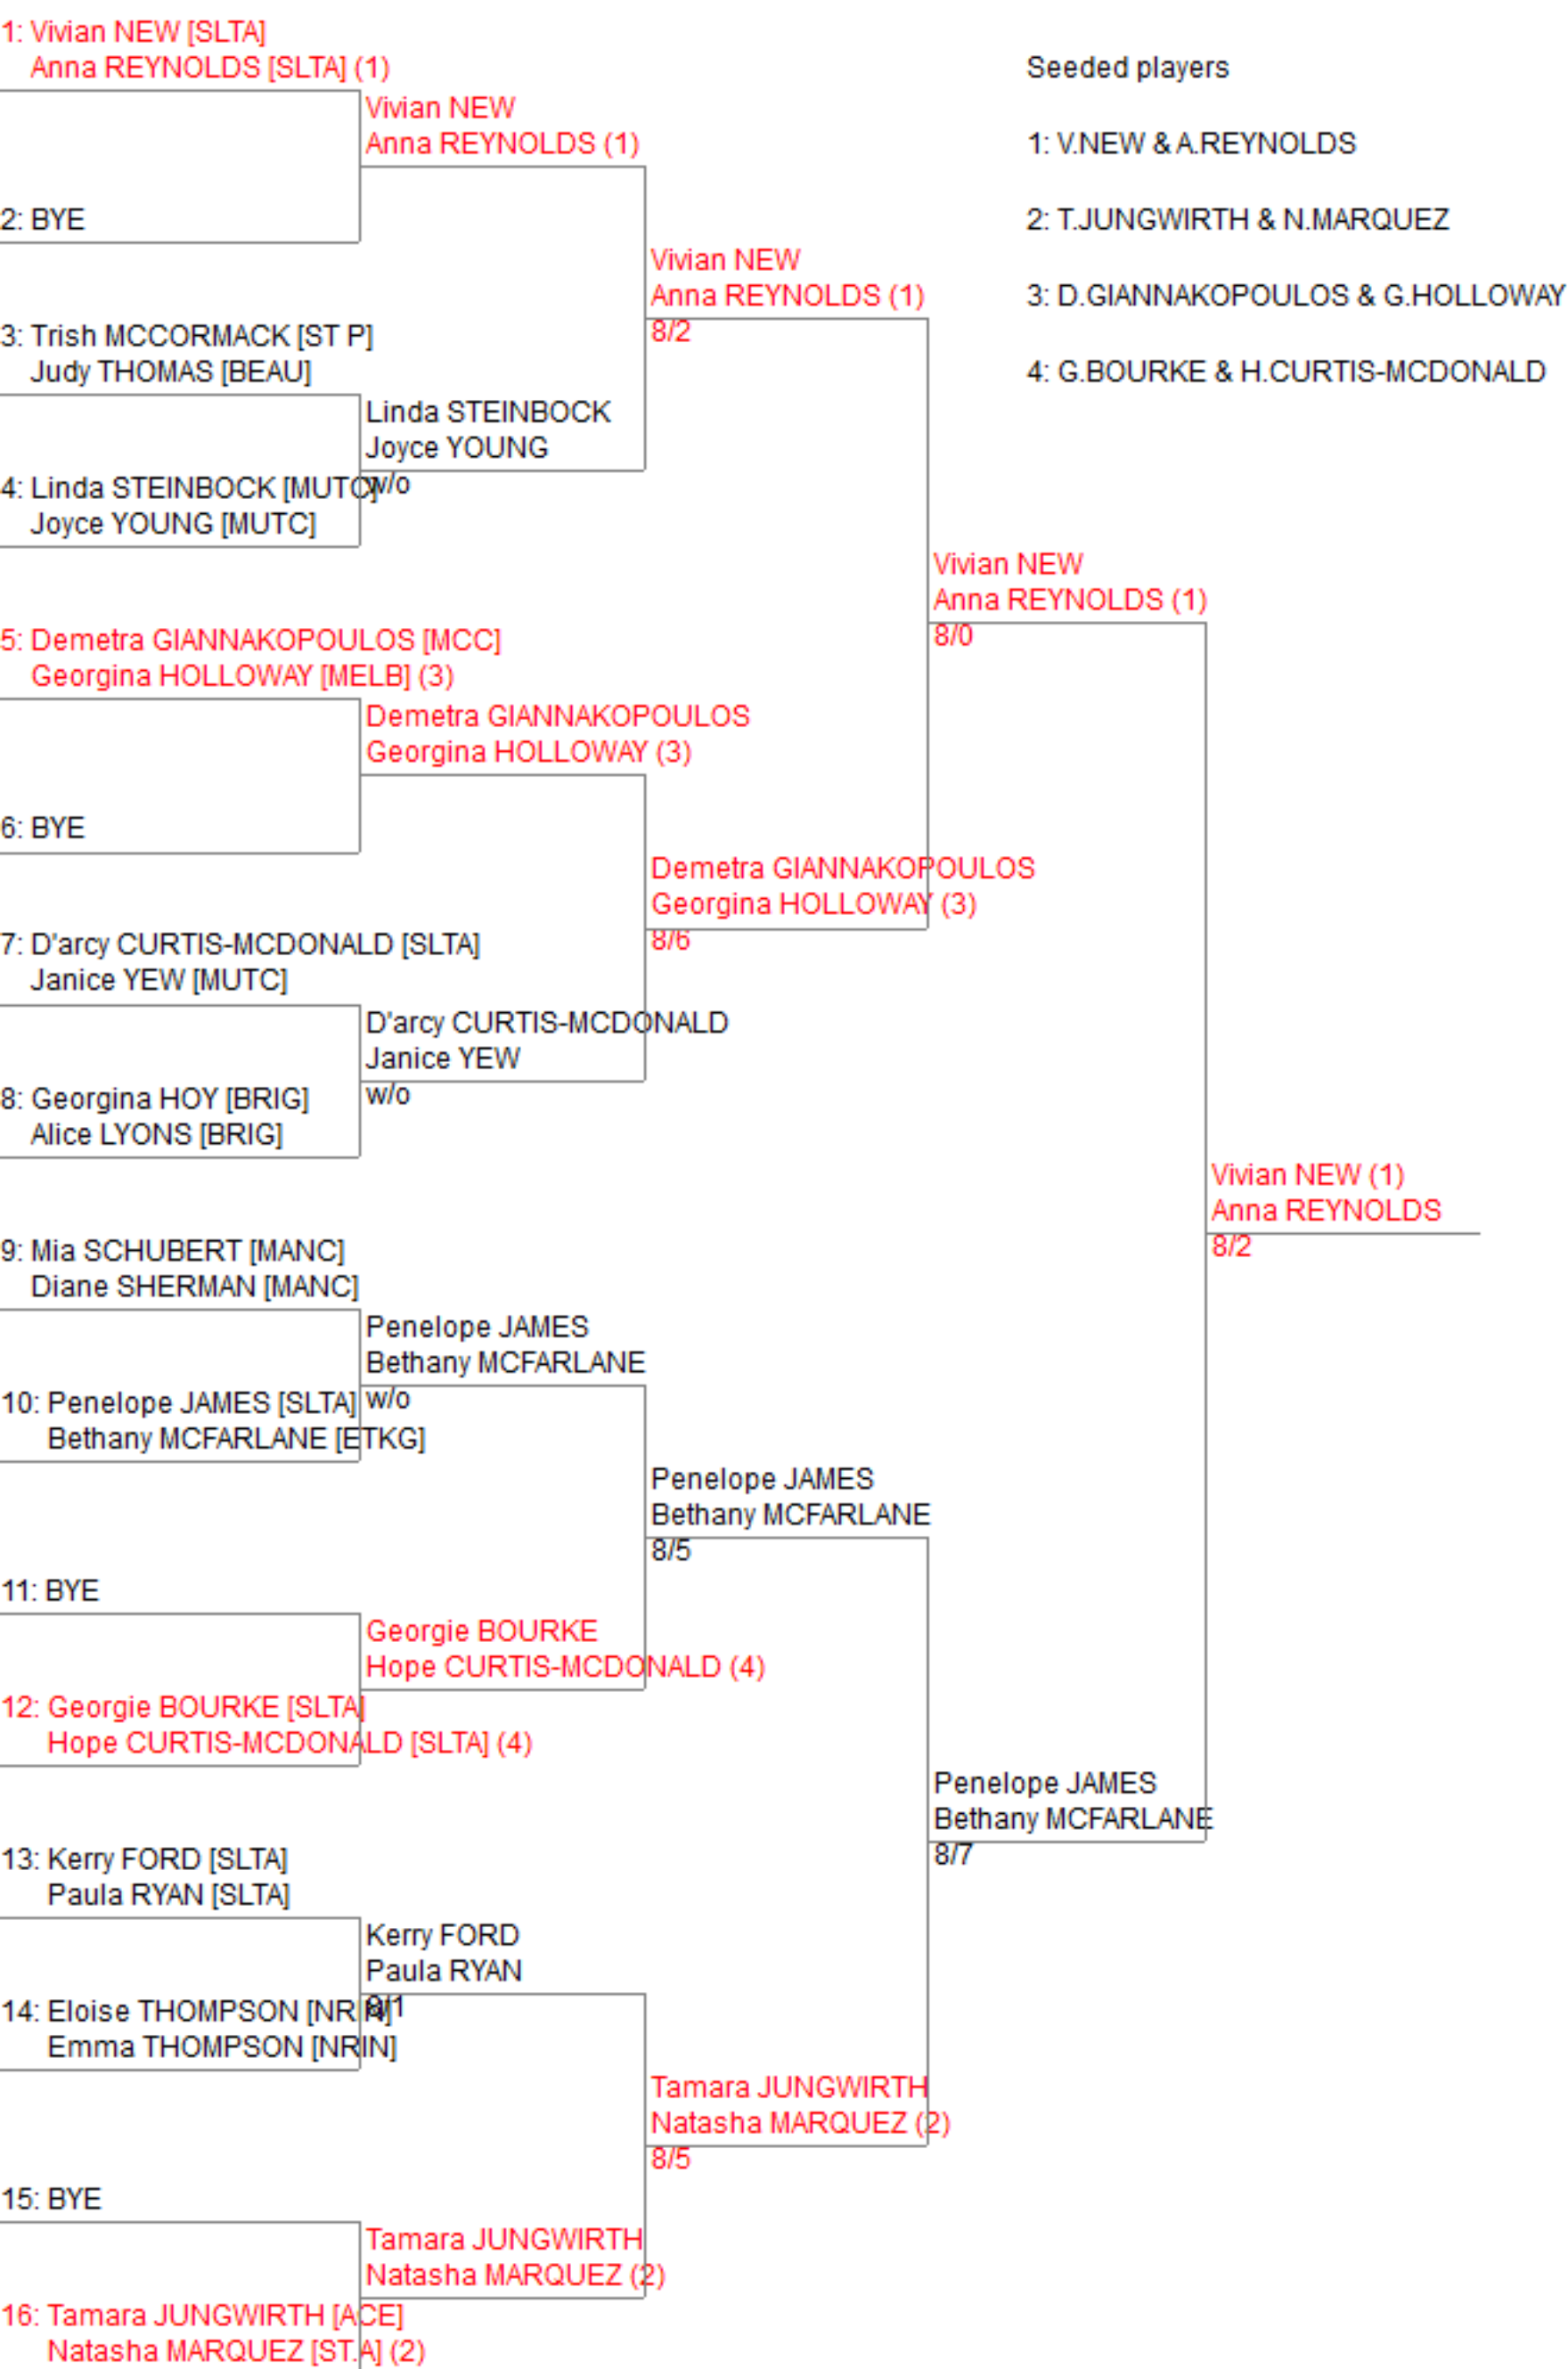 1: Vivian NEW [SLTA]
Anna REYNOLDS [SLTA] (1)
Vivian NEW
Anna REYNOLDS (1)
2: BYE
Vivian NEW
Anna REYNOLDS (1)
8/2
3: Trish MCCORMACK [ST P]
Judy THOMAS [BEAU]
Linda STEINBOCK
Joyce YOUNG
w/o
4: Linda STEINBOCK [MUTC]
Joyce YOUNG [MUTC]
Vivian NEW
Anna REYNOLDS (1)
8/0
5: Demetra GIANNAKOPOULOS [MCC]
Georgina HOLLOWAY [MELB] (3)
Demetra GIANNAKOPOULOS
Georgina HOLLOWAY (3)
6: BYE
Demetra GIANNAKOPOULOS
Georgina HOLLOWAY (3)
8/6
7: D'arcy CURTIS-MCDONALD [SLTA]
Janice YEW [MUTC]
D'arcy CURTIS-MCDONALD
Janice YEW
w/o
8: Georgina HOY [BRIG]
Alice LYONS [BRIG]
Vivian NEW (1)
Anna REYNOLDS
8/2
9: Mia SCHUBERT [MANC]
Diane SHERMAN [MANC]
Penelope JAMES
Bethany MCFARLANE
w/o
10: Penelope JAMES [SLTA]
Bethany MCFARLANE [ETKG]
Penelope JAMES
Bethany MCFARLANE
8/5
11: BYE
Georgie BOURKE
Hope CURTIS-MCDONALD (4)
12: Georgie BOURKE [SLTA]
Hope CURTIS-MCDONALD [SLTA] (4)
Penelope JAMES
Bethany MCFARLANE
8/7
13: Kerry FORD [SLTA]
Paula RYAN [SLTA]
Kerry FORD
Paula RYAN
8/1
14: Eloise THOMPSON [NRIN]
Emma THOMPSON [NRIN]
Tamara JUNGWIRTH
Natasha MARQUEZ (2)
8/5
15: BYE
Tamara JUNGWIRTH
Natasha MARQUEZ (2)
16: Tamara JUNGWIRTH [ACE]
Natasha MARQUEZ [ST.A] (2)
Seeded players
1: V.NEW & A.REYNOLDS
2: T.JUNGWIRTH & N.MARQUEZ
3: D.GIANNAKOPOULOS & G.HOLLOWAY
4: G.BOURKE & H.CURTIS-MCDONALD